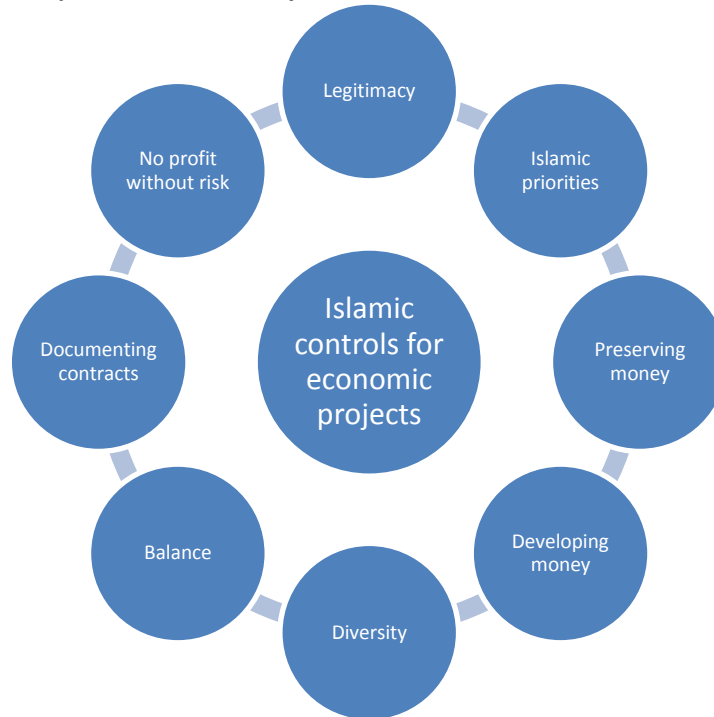 Legitimacy
Islamic
priorities
Preserving
money
Developing
money
Diversity
Balance
Documenting
contracts
No profit
without risk
Islamic
controls for
economic
projects